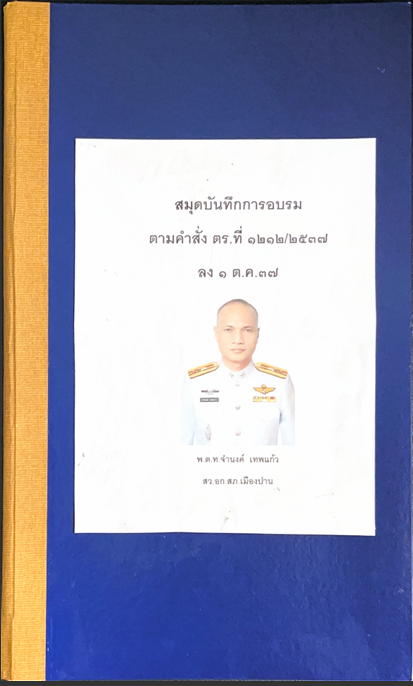 สมุดบันทึกการอบรม
ตามคำสั่ง ตร.ที่ ๑๒๑๒/๒๕๓๗
ลง ๑ ต.ค.๓๗
พ.ต.ท.จำนงค์ เทพแก้ว
สว.อก.สภ.เมืองปาน